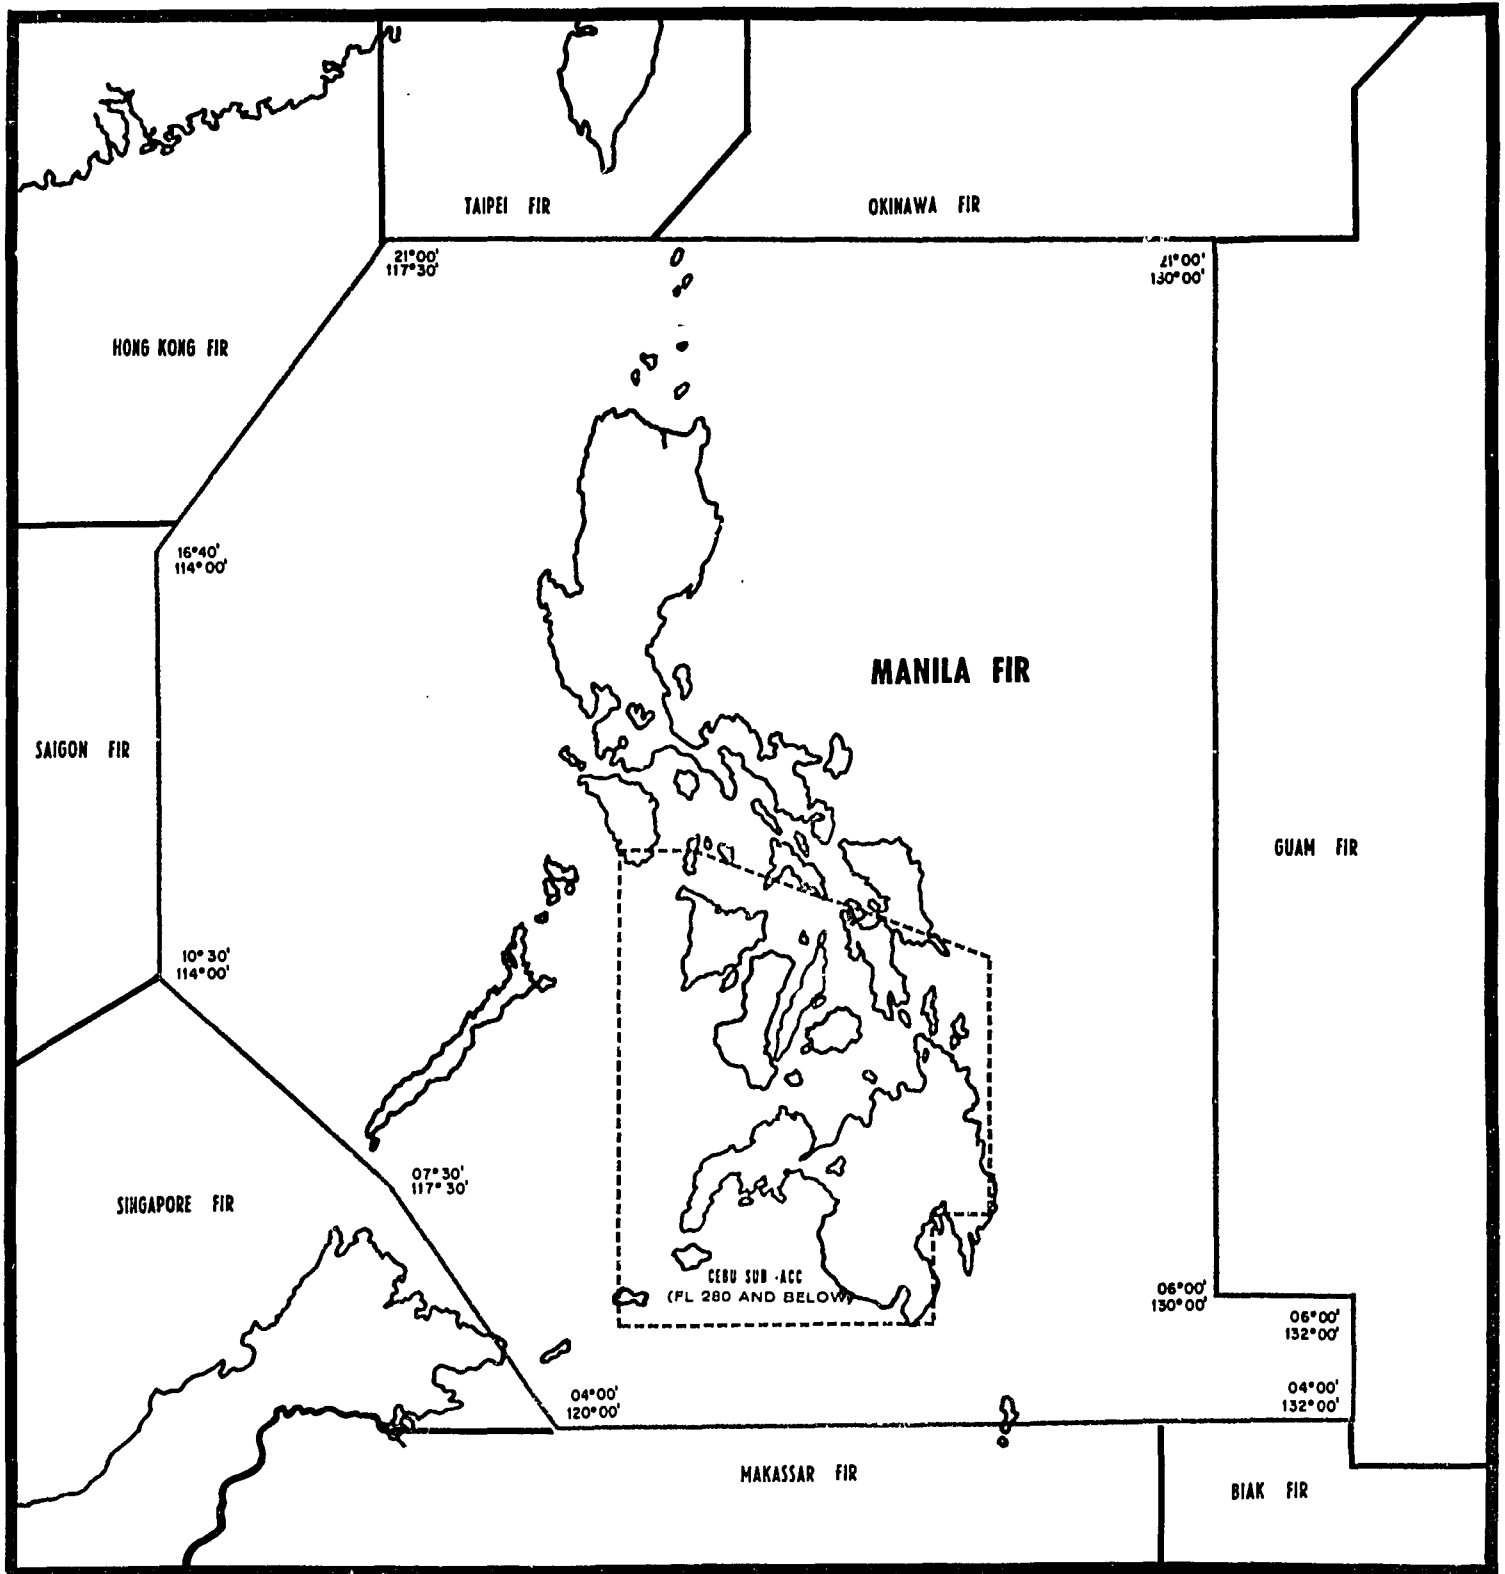 TAIPEI FIR
OKINAWA FIR
21°00'
117°30'
21°00'
130°00'
HONG KONG FIR
16°40'
114°00'
MANILA FIR
SAIGON FIR
GUAM FIR
10°30'
114°00'
07°30'
117°30'
SINGAPORE FIR
CEBU SUB-ACC
(FL 280 AND BELOW)
06°00'
130°00'
06°00'
132°00'
04°00'
120°00'
04°00'
132°00'
MAKASSAR FIR
BIAK FIR